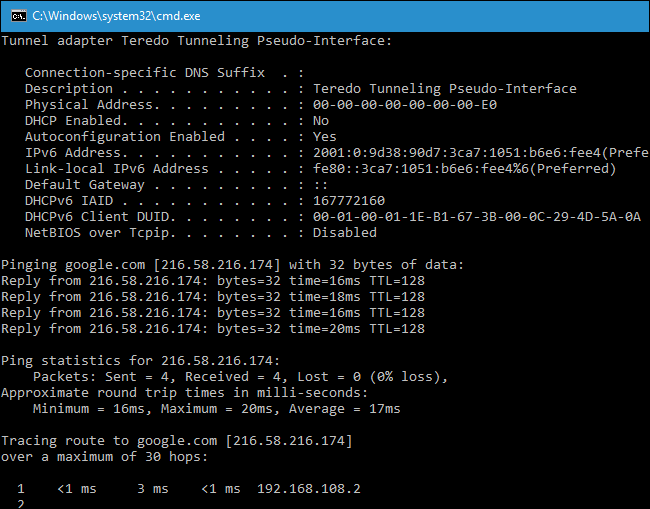 C:\Windows\system32\cmd.exe
Tunnel adapter Teredo Tunneling Pseudo-Interface:
Connection-specific DNS Suffix  . :
Description . . . . . . . . . . . : Teredo Tunneling Pseudo-Interface
Physical Address. . . . . . . . . : 00-00-00-00-00-00-00-E0
DHCP Enabled. . . . . . . . . . . : No
Autoconfiguration Enabled . . . . : Yes
IPv6 Address. . . . . . . . . . . : 2001:0:9d38:90d7:3ca7:1051:b6e6:fee4(Prefe
Link-local IPv6 Address . . . . . : fe80::3ca7:1051:b6e6:fee4%6(Preferred)
Default Gateway . . . . . . . . . : ::
DHCPv6 IAID . . . . . . . . . . . : 167772160
DHCPv6 Client DUID. . . . . . . . : 00-01-00-01-1E-B1-67-3B-00-0C-29-4D-5A-0A
NetBIOS over Tcpip. . . . . . . . : Disabled
Pinging google.com [216.58.216.174] with 32 bytes of data:
Reply from 216.58.216.174: bytes=32 time=16ms TTL=128
Reply from 216.58.216.174: bytes=32 time=18ms TTL=128
Reply from 216.58.216.174: bytes=32 time=16ms TTL=128
Reply from 216.58.216.174: bytes=32 time=20ms TTL=128
Ping statistics for 216.58.216.174:
Packets: Sent = 4, Received = 4, Lost = 0 (0% loss),
Approximate round trip times in milli-seconds:
Minimum = 16ms, Maximum = 20ms, Average = 17ms
Tracing route to google.com [216.58.216.174]
over a maximum of 30 hops:
1    <1 ms     3 ms    <1 ms  192.168.108.2
2